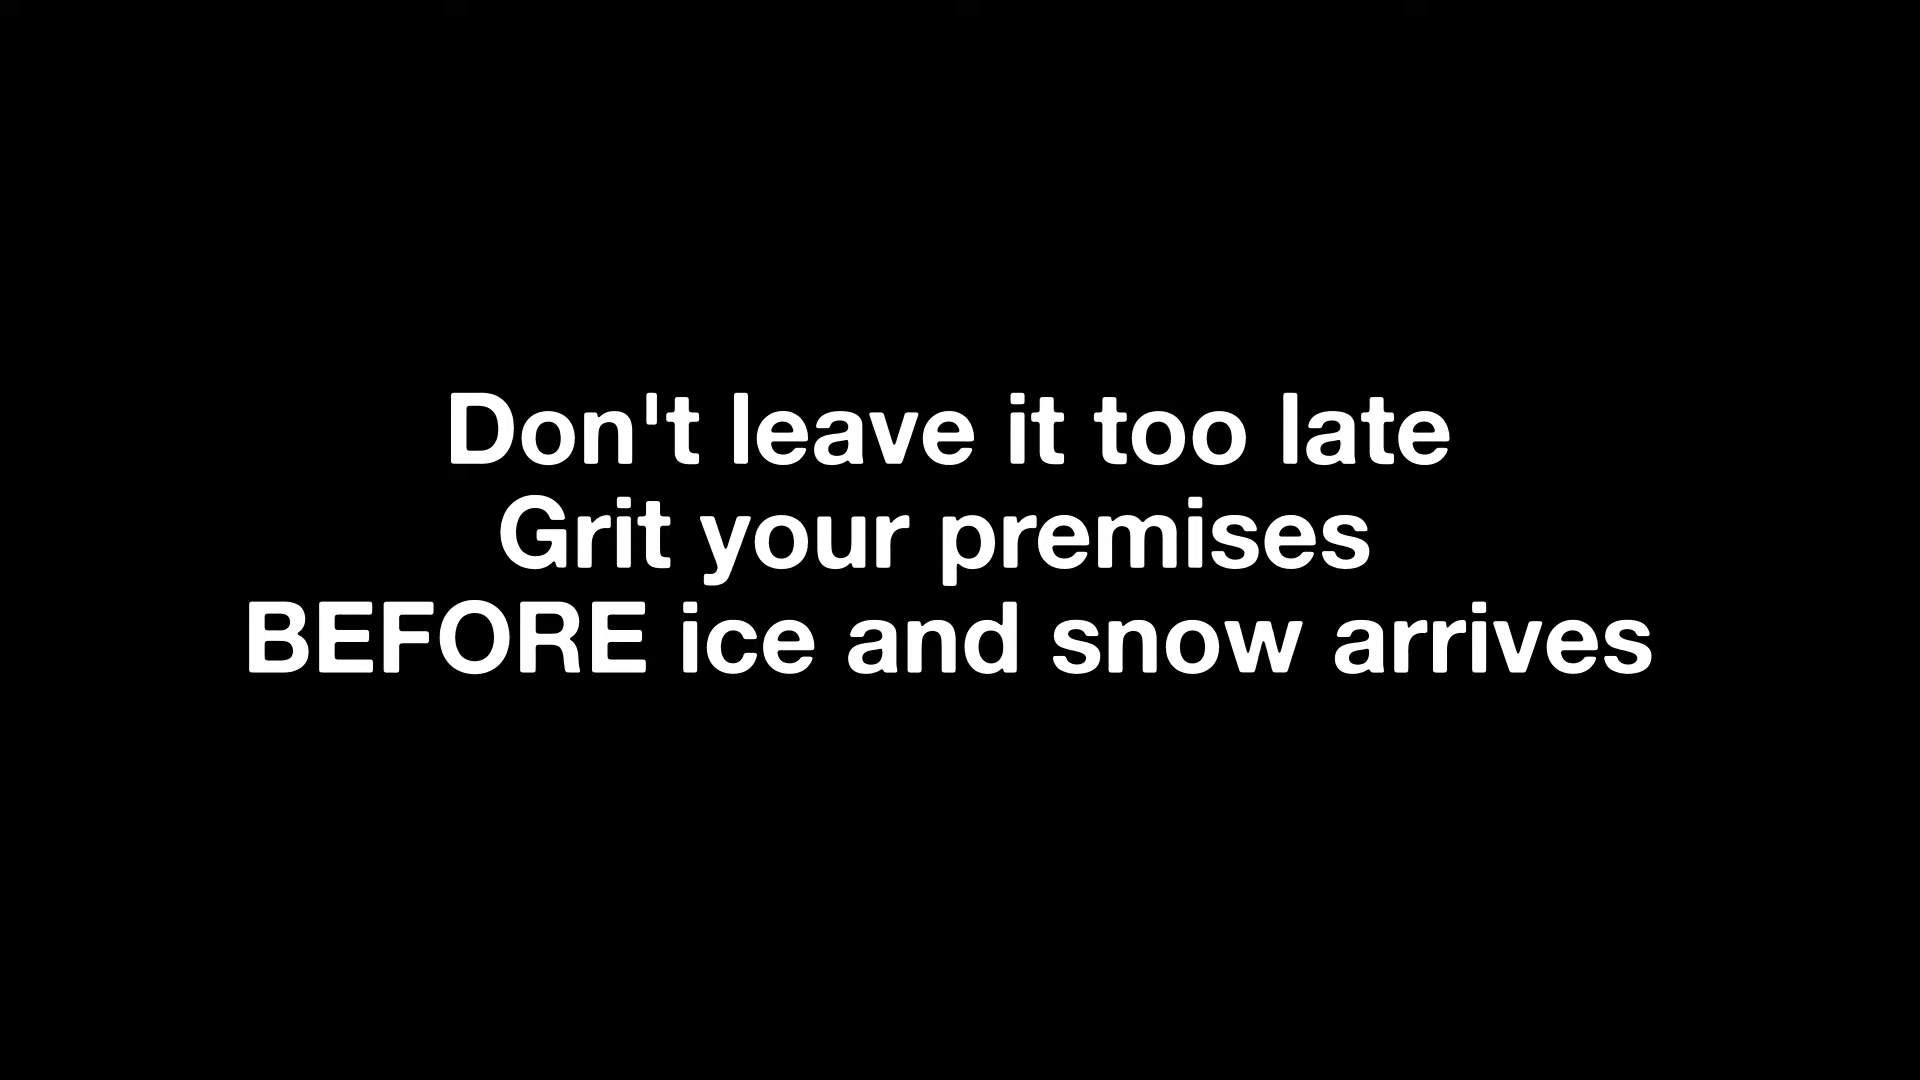 Don't leave it too late
Grit your premises
BEFORE ice and snow arrives